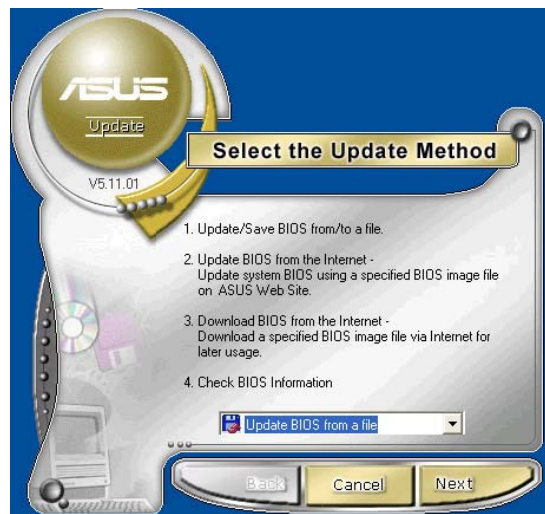 ASUS
Update
V5.11.01
Select the Update Method
1. Update/Save BIOS from/to a file.
2. Update BIOS from the Internet -
Update system BIOS using a specified BIOS image file
on ASUS Web Site.
3. Download BIOS from the Internet -
Download a specified BIOS image file via Internet for
later usage.
4. Check BIOS Information
Update BIOS from a file
Back Cancel Next